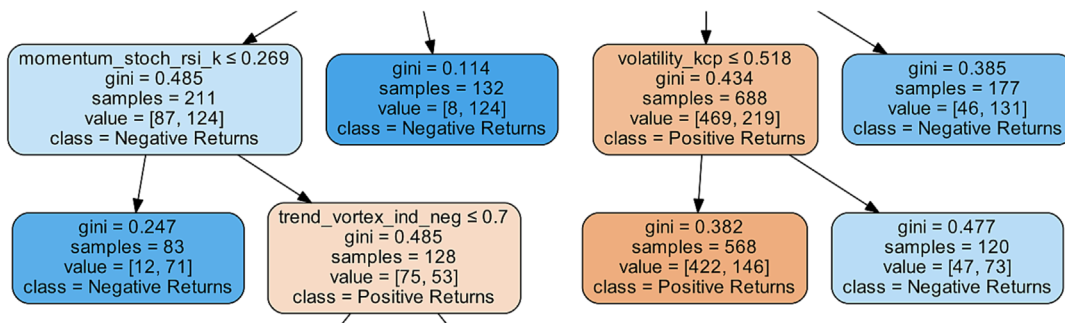 momentum_stoch_rsi_k ≤ 0.269
gini = 0.485
samples = 211
value = [87, 124]
class = Negative Returns
gini = 0.114
samples = 132
value = [8, 124]
class = Negative Returns
volatility_kcp ≤ 0.518
gini = 0.434
samples = 688
value = [469, 219]
class = Positive Returns
gini = 0.385
samples = 177
value = [46, 131]
class = Negative Returns
gini = 0.247
samples = 83
value = [12, 71]
class = Negative Returns
trend_vortex_ind_neg ≤ 0.7
gini = 0.485
samples = 128
value = [75, 53]
class = Positive Returns
gini = 0.382
samples = 568
value = [422, 146]
class = Positive Returns
gini = 0.477
samples = 120
value = [47, 73]
class = Negative Returns